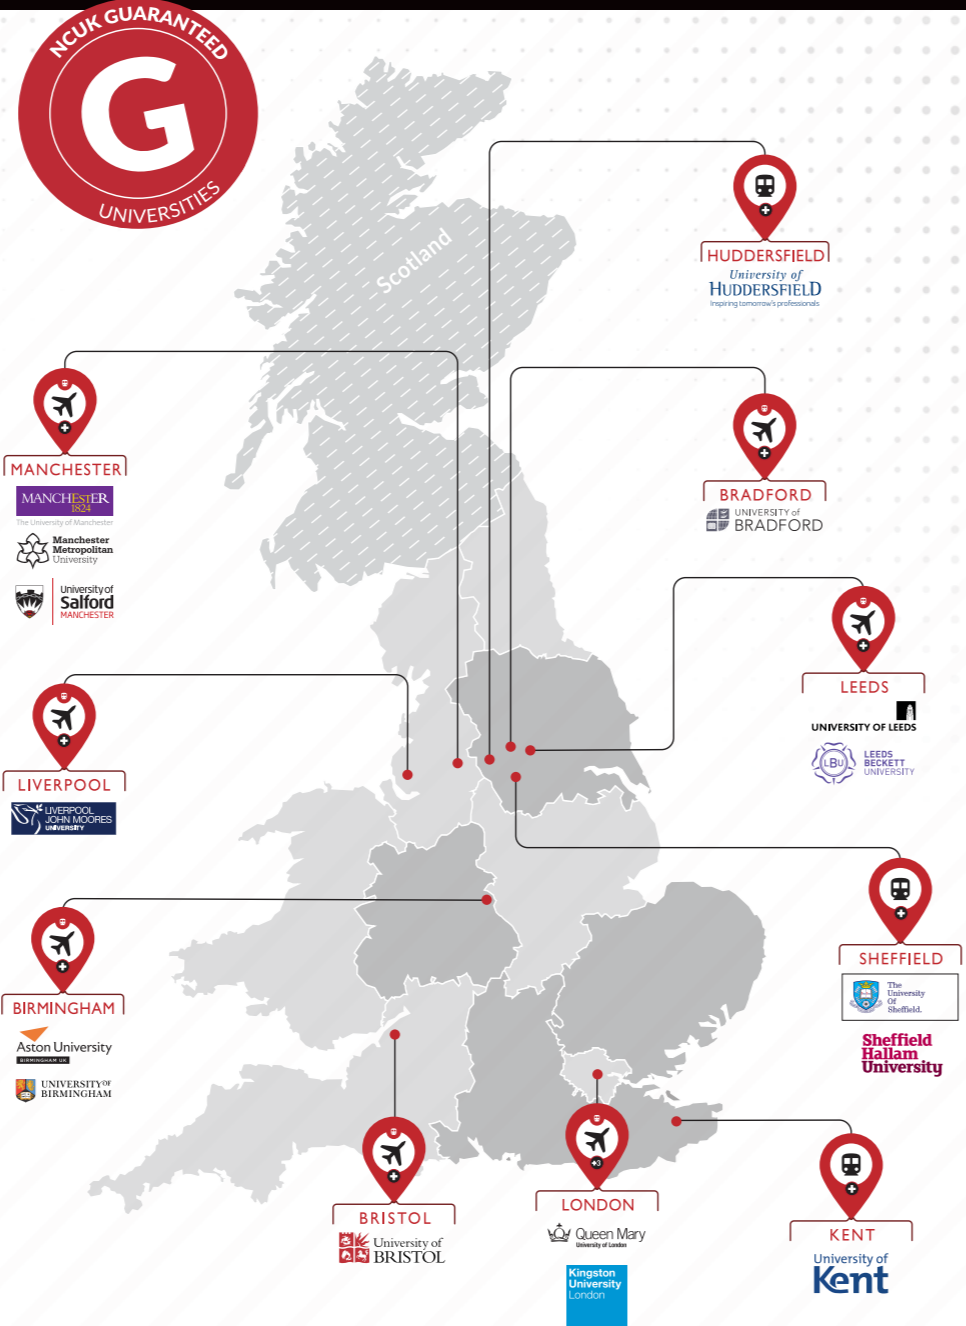 NCUK GUARANTEED
G
UNIVERSITIES
Scotland
HUDDERSFIELD
University of
HUDDERSFIELD
Inspiring tomorrow's professionals
MANCHESTER
MANCHESTER
1824
The University of Manchester
Manchester
Metropolitan
University
University of
Salford
MANCHESTER
BRADFORD
UNIVERSITY of
BRADFORD
LEEDS
UNIVERSITY OF LEEDS
LBU
LEEDS
BECKETT
UNIVERSITY
LIVERPOOL
LIVERPOOL
JOHN MOORES
UNIVERSITY
SHEFFIELD
The
University
Of
Sheffield.
Sheffield
Hallam
University
BIRMINGHAM
Aston University
BIRMINGHAM UK
UNIVERSITY OF
BIRMINGHAM
BRISTOL
University of
BRISTOL
+3
LONDON
Queen Mary
University of London
Kingston
University
London
KENT
University of
Kent